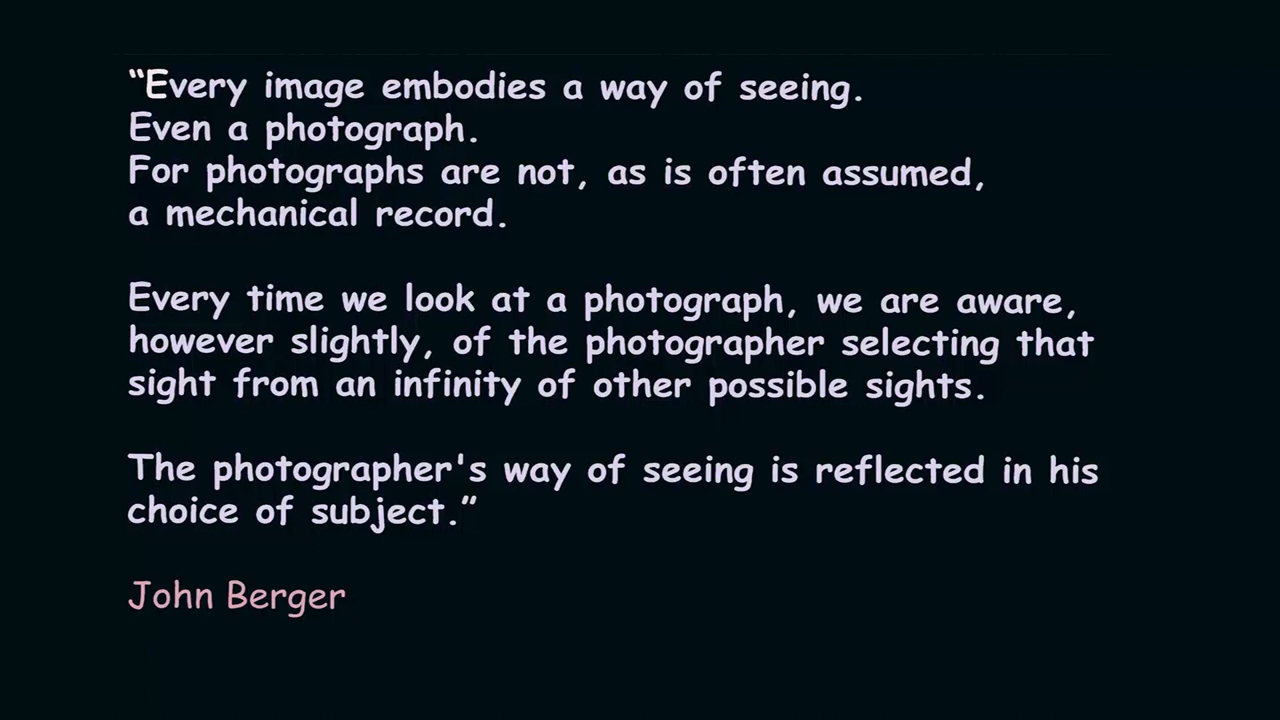 “Every image embodies a way of seeing.
Even a photograph.
For photographs are not, as is often assumed,
a mechanical record.
Every time we look at a photograph, we are aware,
however slightly, of the photographer selecting that
sight from an infinity of other possible sights.
The photographer's way of seeing is reflected in his
choice of subject.”
John Berger